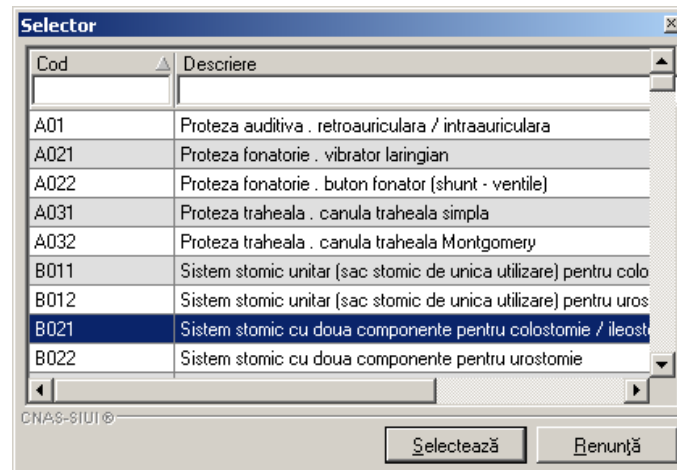 Selector
Cod Descriere
A01 Proteza auditiva . retroauriculara / intraauriculara
A021 Proteza fonatorie . vibrator laringian
A022 Proteza fonatorie . buton fonator (shunt - ventile)
A031 Proteza traheala . canula traheala simpla
A032 Proteza traheala . canula traheala Montgomery
B011 Sistem stomic unitar (sac stomic de unica utilizare) pentru colo
B012 Sistem stomic unitar (sac stomic de unica utilizare) pentru uros
B021 Sistem stomic cu doua componente pentru colostomie / ileost
B022 Sistem stomic cu doua componente pentru urostomie
CNAS-SIUI ®
Selectează Renunţă